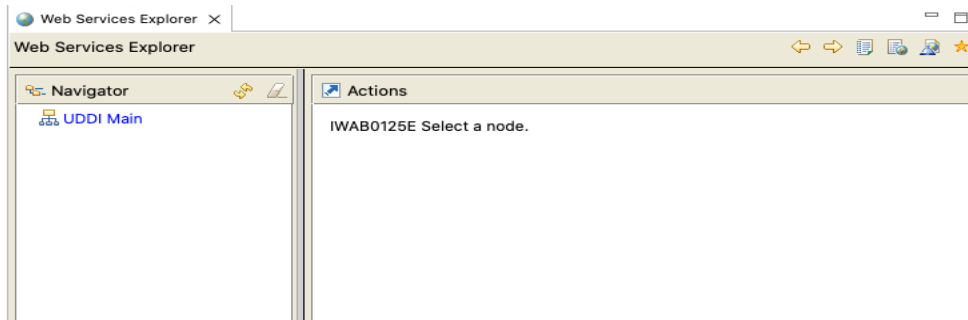 Web Services Explorer
Web Services Explorer
Navigator
UDDI Main
Actions
IWAB0125E Select a node.